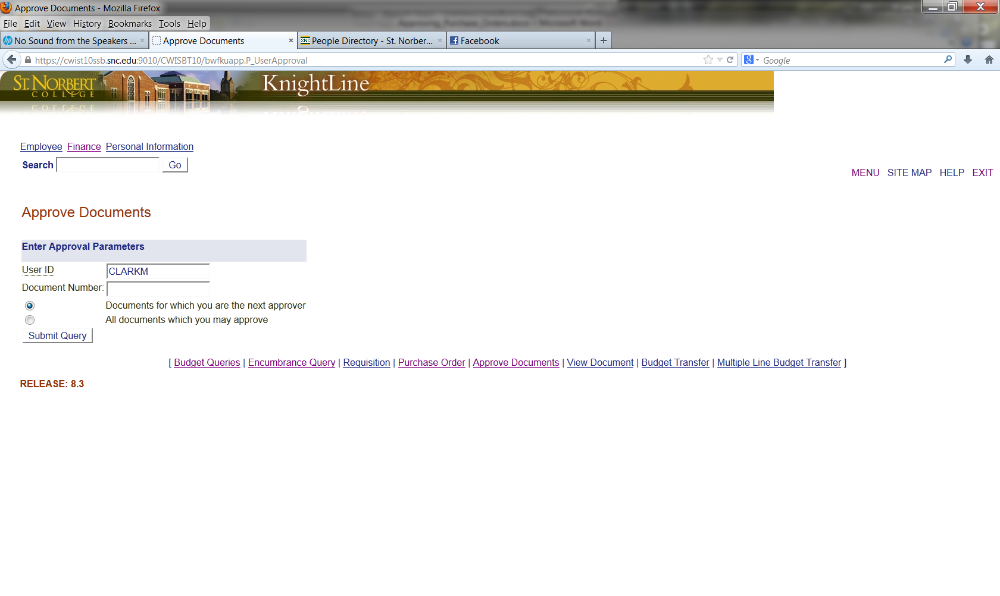 Approve Documents - Mozilla Firefox
File Edit View History Bookmarks Tools Help
No Sound from the Speakers ... Approve Documents People Directory - St. Norber... Facebook
https://cwist10ssb.snc.edu:9010/CWISBT10/bwfkuapp.P_UserApproval Google
ST. NORBERT
COLLEGE
KnightLine
Employee Finance Personal Information
Search Go
MENU SITE MAP HELP EXIT
Approve Documents
Enter Approval Parameters
User ID CLARKM
Document Number:
Documents for which you are the next approver
All documents which you may approve
Submit Query
[ Budget Queries | Encumbrance Query | Requisition | Purchase Order | Approve Documents | View Document | Budget Transfer | Multiple Line Budget Transfer ]
RELEASE: 8.3